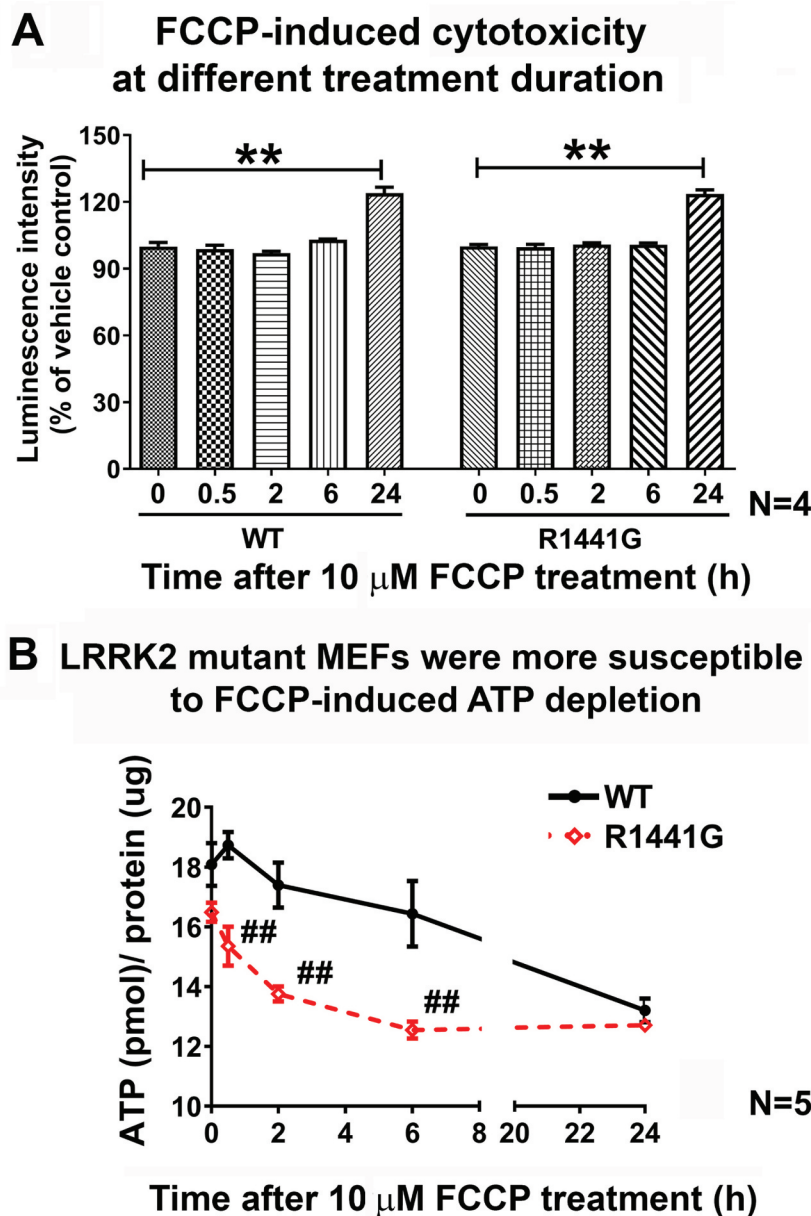 A
FCCP-induced cytotoxicity
at different treatment duration
Luminescence intensity
(% of vehicle control)
150
120
90
60
30
0
**
**
0 0.5 2 6 24
0 0.5 2 6 24
WT
R1441G
N=4
Time after 10 μM FCCP treatment (h)
B
LRRK2 mutant MEFs were more susceptible
to FCCP-induced ATP depletion
ATP (pmol)/ protein (ug)
20
18
16
14
12
10
WT
R1441G
##
##
##
0 2 4 6 8 20 22 24
N=5
Time after 10 μM FCCP treatment (h)